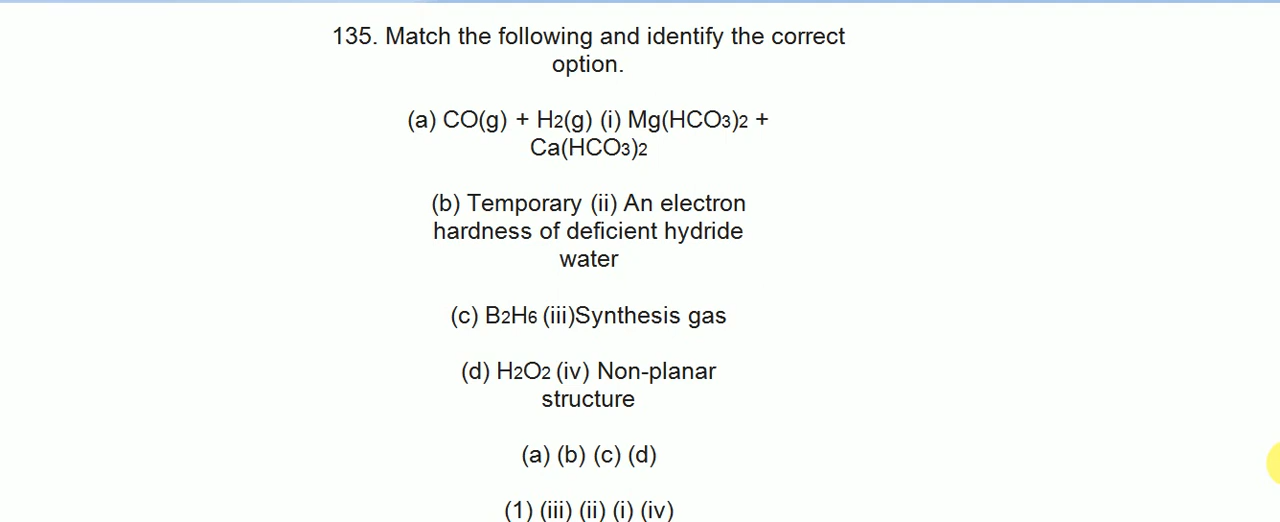 135. Match the following and identify the correct
option.
(a) CO(g) + H2(g) (i) Mg(HCO3)2 +
Ca(HCO3)2
(b) Temporary (ii) An electron
hardness of deficient hydride
water
(c) B2H6 (iii)Synthesis gas
(d) H2O2 (iv) Non-planar
structure
(a) (b) (c) (d)
(1) (iii) (ii) (i) (iv)